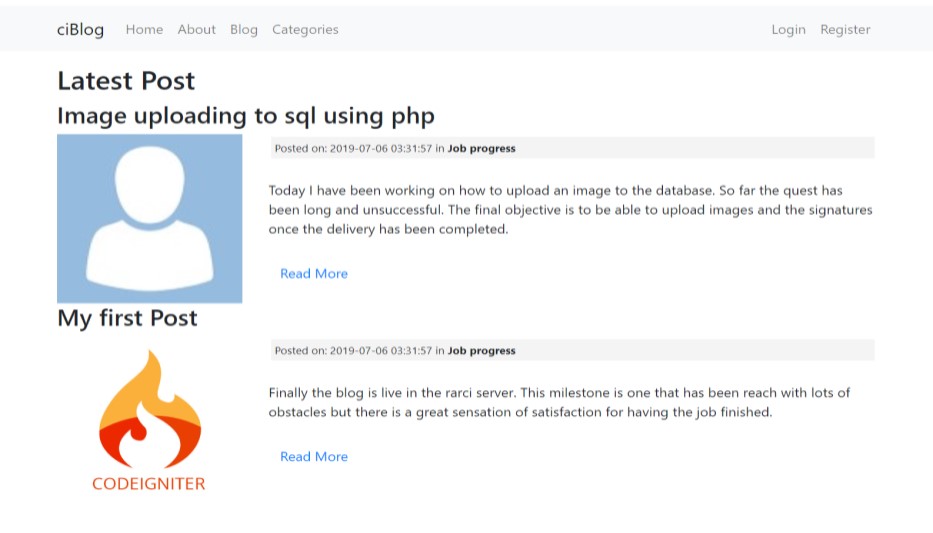 ciBlog Home About Blog Categories Login Register
Latest Post
Image uploading to sql using php
Posted on: 2019-07-06 03:31:57 in Job progress
Today I have been working on how to upload an image to the database. So far the quest has
been long and unsuccessful. The final objective is to be able to upload images and the signatures
once the delivery has been completed.
Read More
My first Post
Posted on: 2019-07-06 03:31:57 in Job progress
Finally the blog is live in the rarci server. This milestone is one that has been reach with lots of
obstacles but there is a great sensation of satisfaction for having the job finished.
Read More
CODEIGNITER